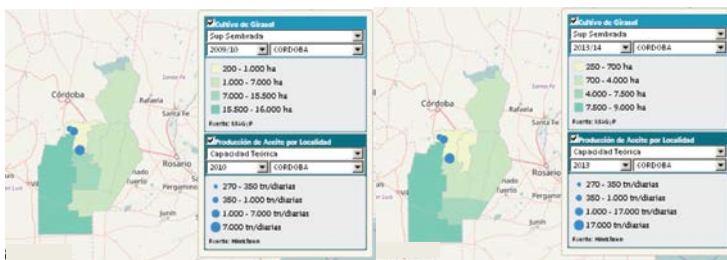 Cultivo de Girasol
Sup Sembrada
2009/10 CORDOBA
200 - 1.000 ha
1.000 - 7.000 ha
7.000 - 15.500 ha
15.500 - 16.000 ha
Fuente:
Producción de Aceite por Localidad
Capacidad Teórica
2010 CORDOBA
270 - 350 tn/diarias
350 - 1.000 tn/diarias
1.000 - 7.000 tn/diarias
7.000 tn/diarias
Fuente:
Córdoba
Rafaela
Santa Fe
Rosario
Pergamino
Junín
Cultivo de Girasol
Sup Sembrada
2013/14 CORDOBA
250 - 700 ha
700 - 4.000 ha
4.000 - 7.500 ha
7.500 - 9.000 ha
Fuente:
Producción de Aceite por Localidad
Capacidad Teórica
2013 CORDOBA
270 - 350 tn/diarias
350 - 1.000 tn/diarias
1.000 - 17.000 tn/diarias
17.000 tn/diarias
Fuente:
Córdoba
Rafaela
Santa Fe
Rosario
Pergamino
Junín